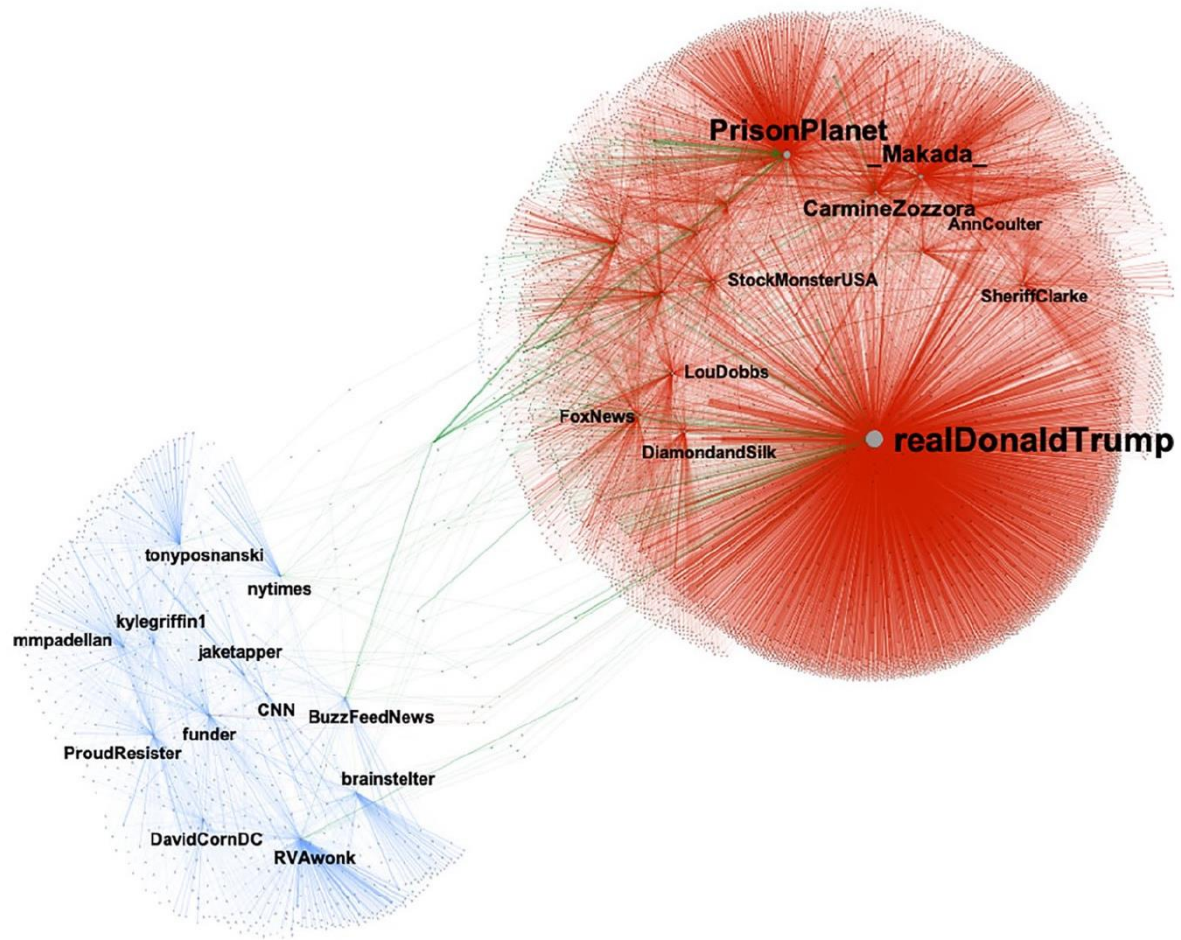 PrisonPlanet
_Makada_
CarmineZozzora
AnnCoulter
StockMonsterUSA
SheriffClarke
LouDobbs
FoxNews
realDonaldTrump
DiamondandSilk
tonyposnanski
nytimes
kylegriffin1
mmpadellan
jaketapper
CNN
BuzzFeedNews
funder
ProudResister
brainstelter
DavidCornDC
RVAwonk